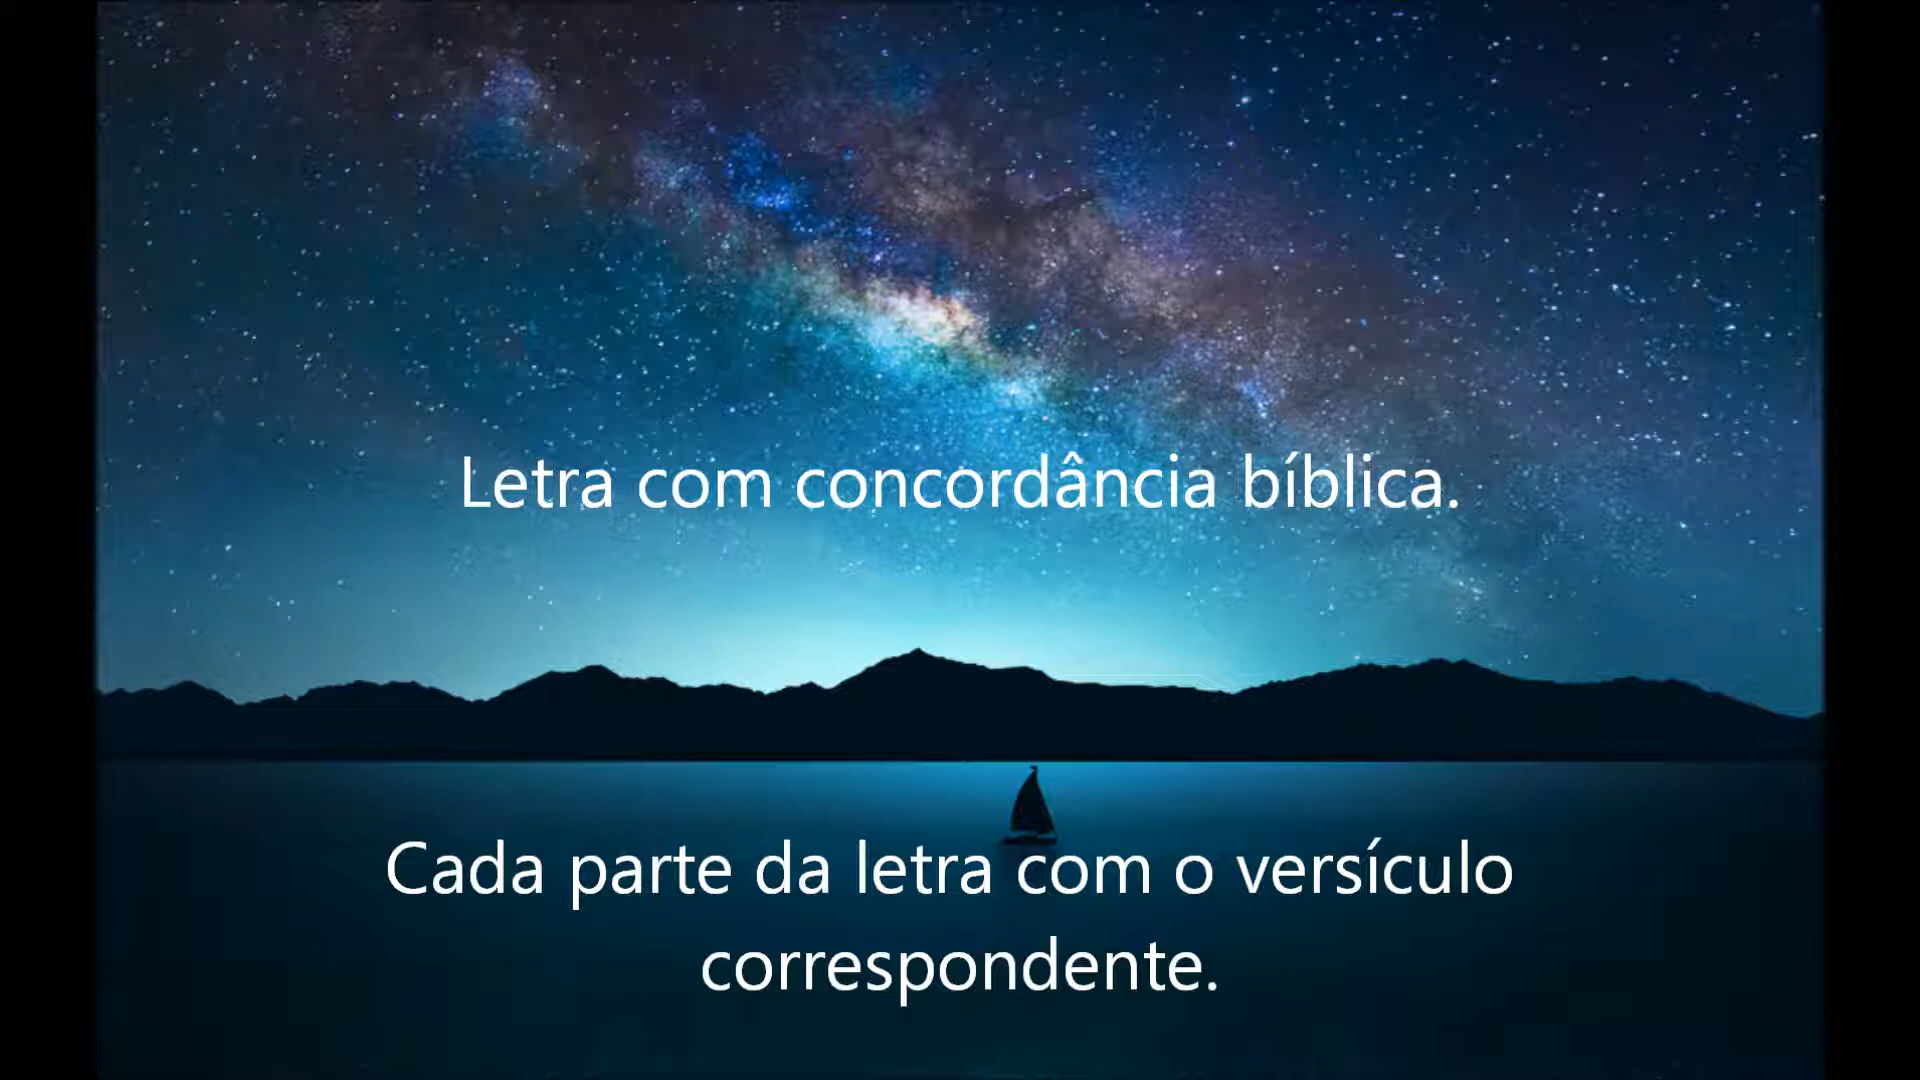 Letra com concordância bíblica.
Cada parte da letra com o versículo
correspondente.